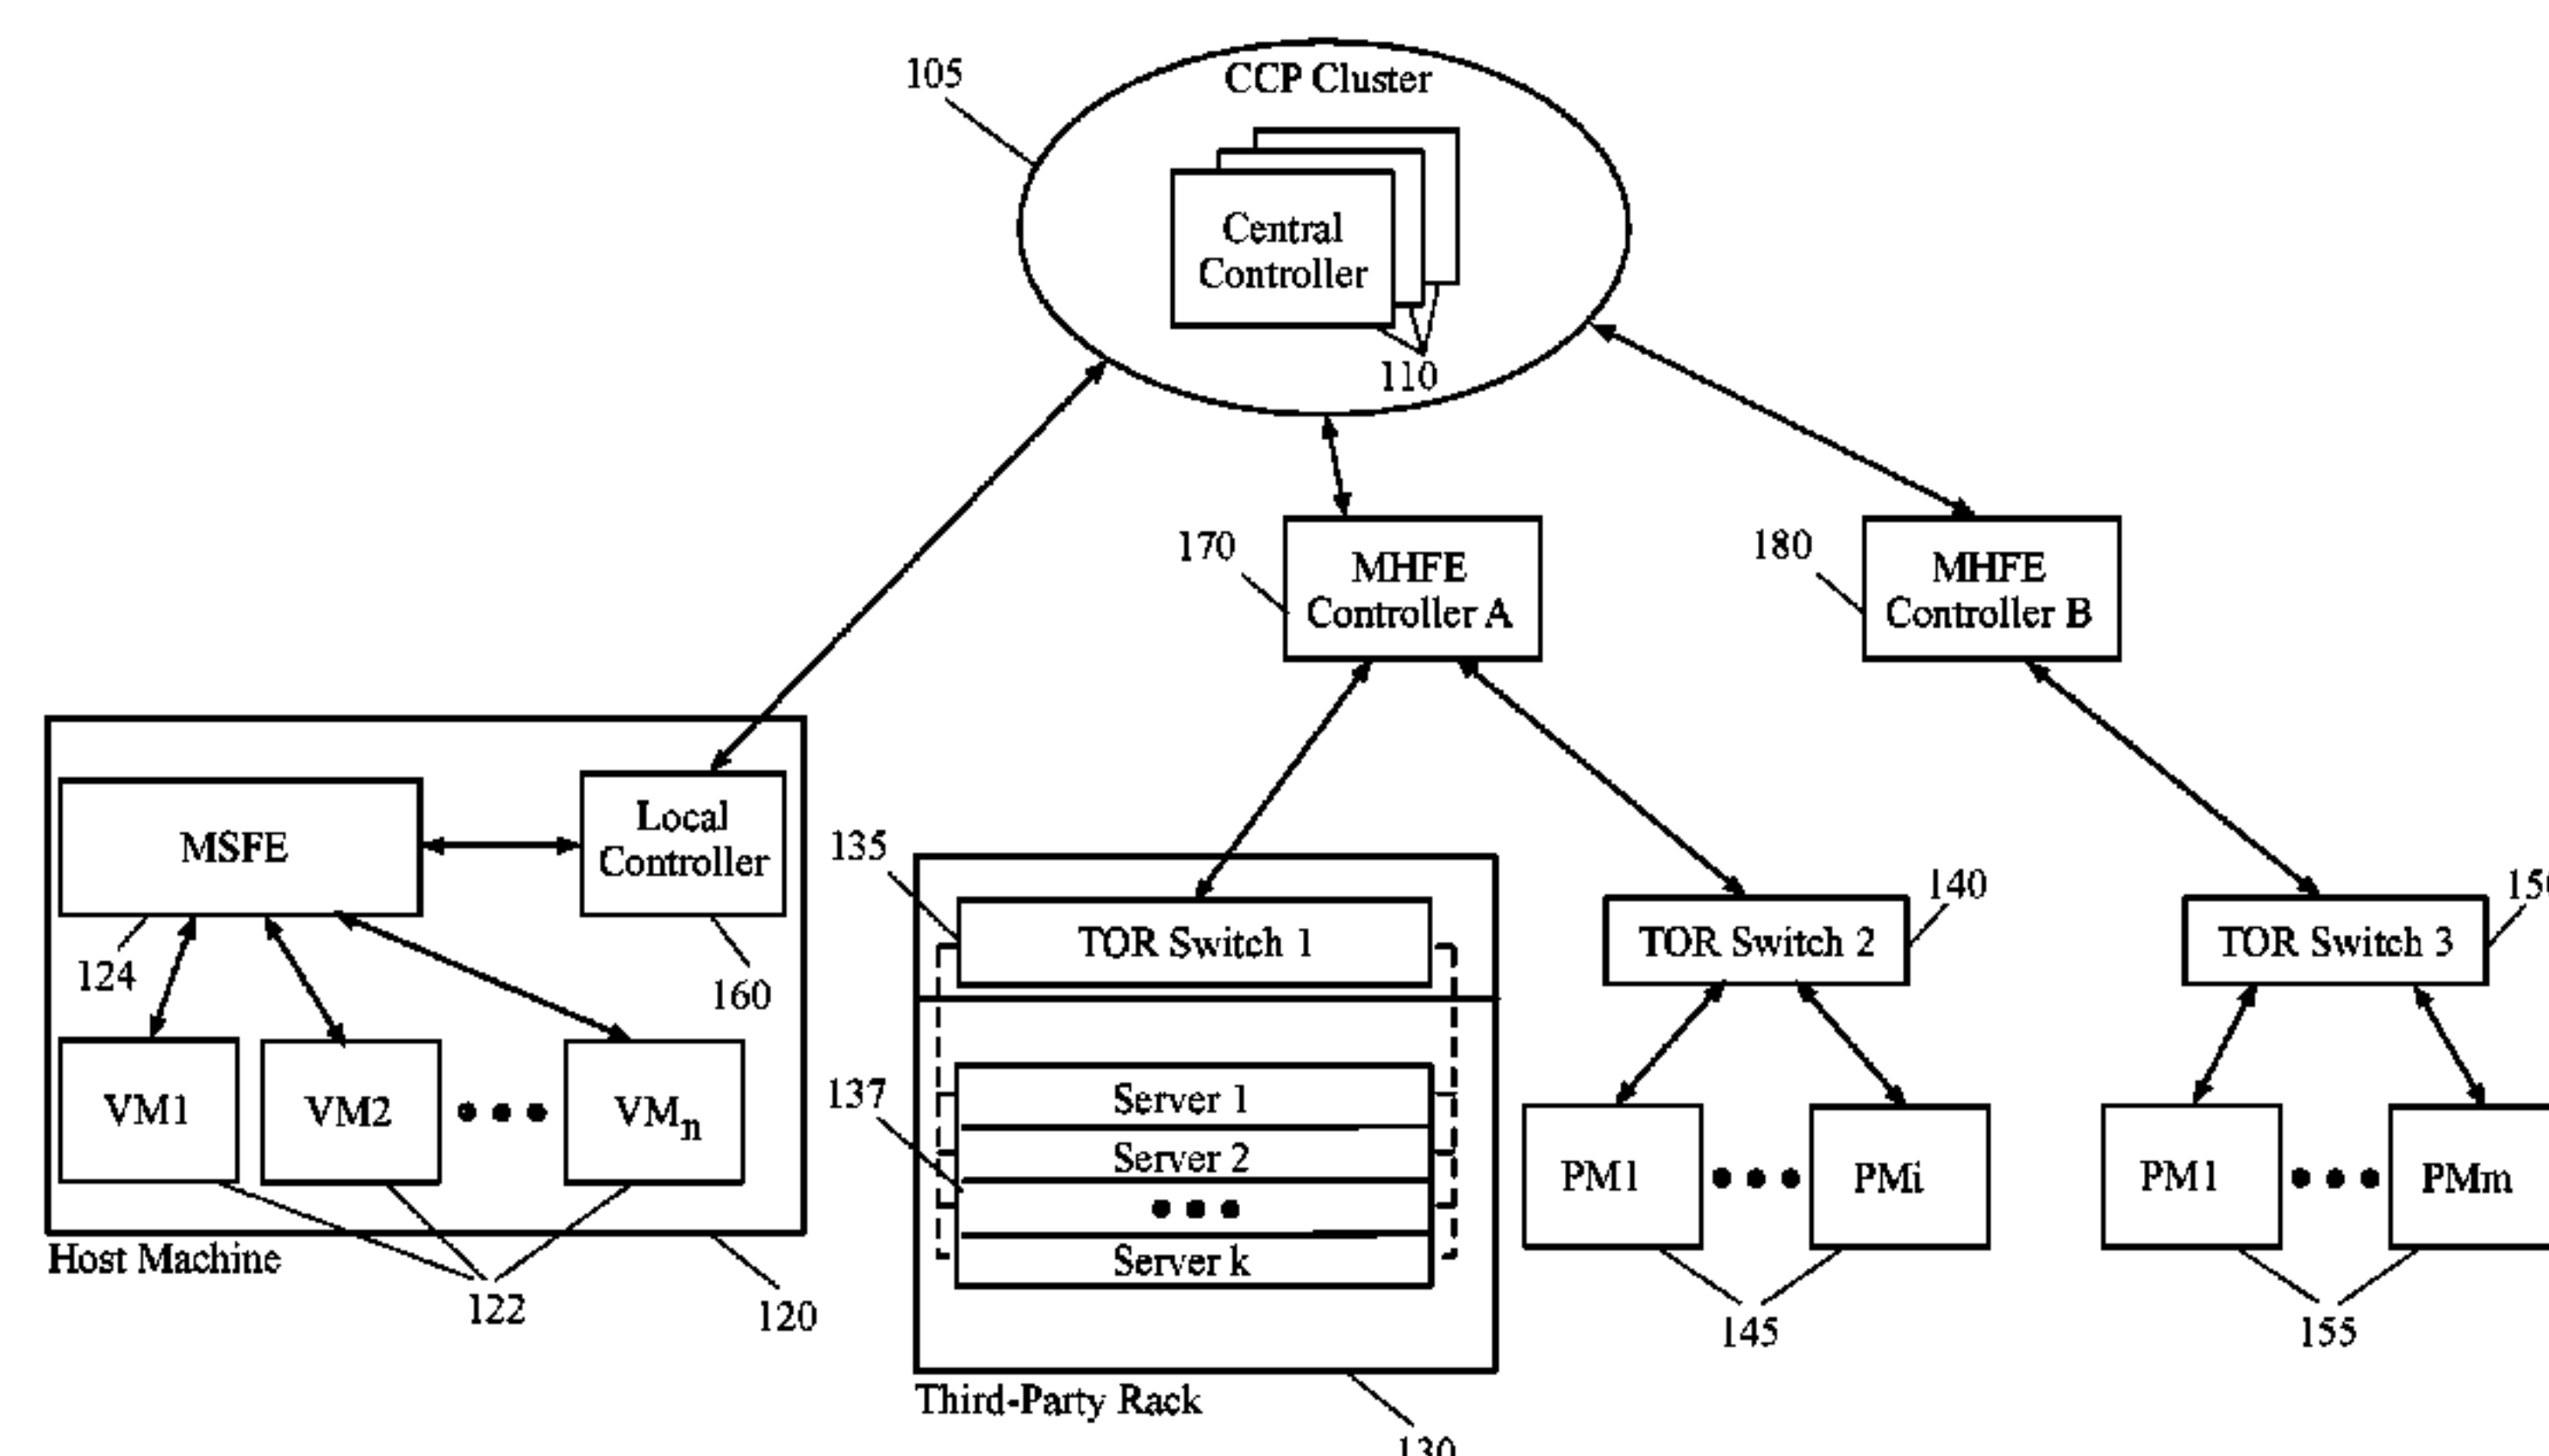 105
CCP Cluster
Central
Controller
110
170
MHFE
Controller A
180
MHFE
Controller B
MSFE
Local
Controller
124
160
VM1
VM2
VMn
Host Machine
122
120
135
TOR Switch 1
137
Server 1
Server 2
Server k
Third-Party Rack
130
TOR Switch 2
140
PM1
PMi
145
TOR Switch 3
150
PM1
PMm
155